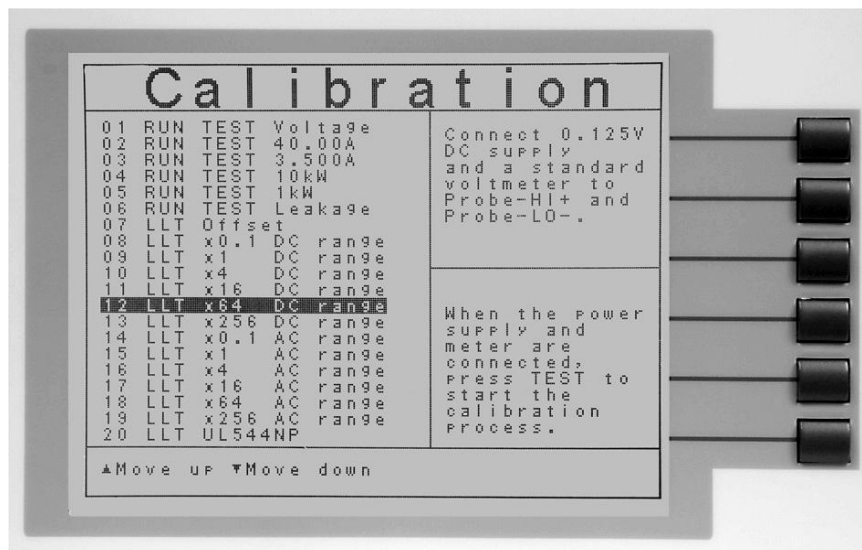 Calibration
01 RUN TEST Voltage
02 RUN TEST 40.00A
03 RUN TEST 3.500A
04 RUN TEST 10kW
05 RUN TEST 1kW
06 RUN TEST Leakage
07 LLT Offset
08 LLT x0.1 DC range
09 LLT x1 DC range
10 LLT x4 DC range
11 LLT x16 DC range
12 LLT x64 DC range
13 LLT x256 DC range
14 LLT x0.1 AC range
15 LLT x1 AC range
16 LLT x4 AC range
17 LLT x16 AC range
18 LLT x64 AC range
19 LLT x256 AC range
20 LLT UL544NP
Connect 0.125V
DC supply
and a standard
voltmeter to
Probe-HI+ and
Probe-LO-.
When the power
supply and
meter are
connected,
press TEST to
start the
calibration
process.
▲Move up ▼Move down